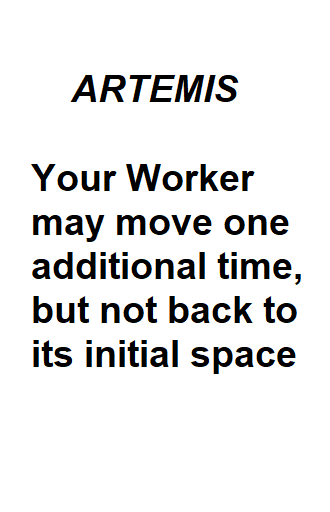 ARTEMIS
Your Worker
may move one
additional time,
but not back to
its initial space